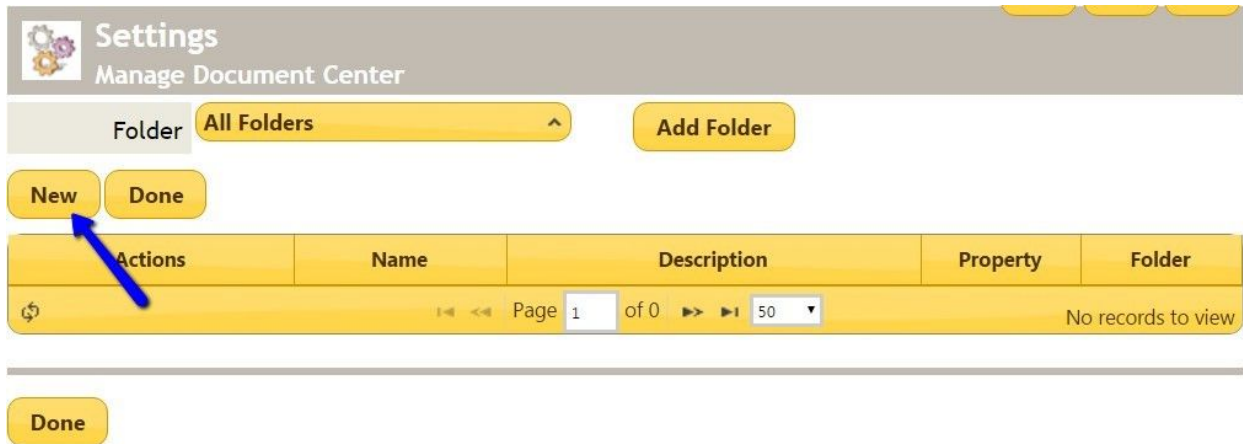 Settings
Manage Document Center
Folder All Folders Add Folder
New Done
Actions Name Description Property Folder
Page 1 of 0 50 No records to view
Done